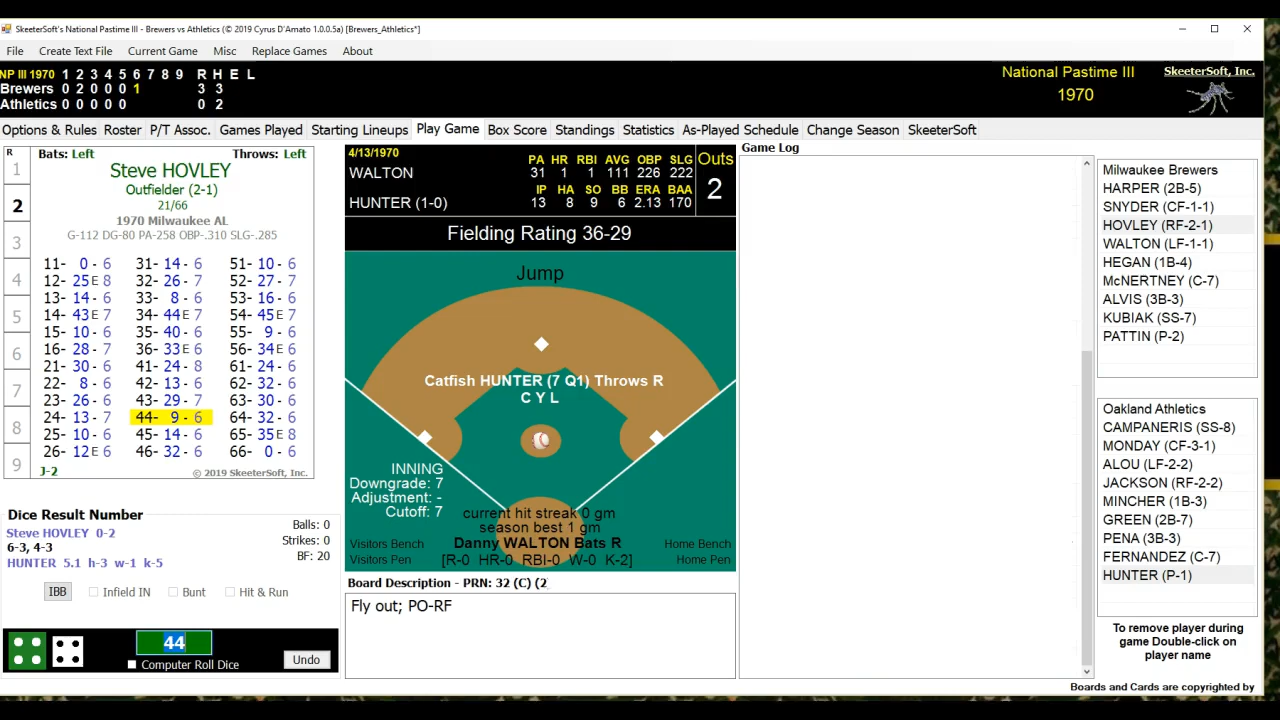 SkeeterSoft's National Pastime III - Brewers vs Athletics (© 2019 Cyrus D'Amato 1.0.0.5a) [Brewers_Athletics*]
File Create Text File Current Game Misc Replace Games About
NP III 1970 1 2 3 4 5 6 7 8 9 R H E L
Brewers 0 2 0 0 0 1 3 3
Athletics 0 0 0 0 0 0 2
National Pastime III
1970
SkeeterSoft, Inc.
Options & Rules Roster P/T Assoc. Games Played Starting Lineups Play Game Box Score Standings Statistics As-Played Schedule Change Season SkeeterSoft
R
1
2
3
4
5
6
7
8
9
Bats: Left Throws: Left
Steve HOVLEY
Outfielder (2-1)
21/66
1970 Milwaukee AL
G-112 DG-80 PA-258 OBP-.310 SLG-.285
11- 0 - 6 31- 14 - 6 51- 10 - 6
12- 25 E 8 32- 26 - 7 52- 27 - 7
13- 14 - 6 33- 8 - 6 53- 16 - 6
14- 43 E 7 34- 44 E 7 54- 45 E 7
15- 10 - 6 35- 40 - 6 55- 9 - 6
16- 28 - 7 36- 33 E 6 56- 34 E 6
21- 30 - 6 41- 24 - 8 61- 24 - 6
22- 8 - 6 42- 13 - 6 62- 32 - 6
23- 26 - 6 43- 29 - 7 63- 30 - 6
24- 13 - 7 44- 9 - 6 64- 32 - 6
25- 10 - 6 45- 14 - 6 65- 35 E 8
26- 12 E 6 46- 32 - 6 66- 0 - 6
J-2 © 2019 SkeeterSoft, Inc.
Dice Result Number
Steve HOVLEY 0-2
6-3, 4-3
HUNTER 5.1 h-3 w-1 k-5
Balls: 0
Strikes: 0
BF: 20
IBB Infield IN Bunt Hit & Run
44
Computer Roll Dice
Undo
4/13/1970
PA HR RBI AVG OBP SLG
WALTON 31 1 1 111 226 222
IP HA SO BB ERA BAA
HUNTER (1-0) 13 8 9 6 2.13 170
Outs
2
Fielding Rating 36-29
Jump
Catfish HUNTER (7 Q1) Throws R
C Y L
INNING
Downgrade: 7
Adjustment: -
Cutoff: 7
current hit streak 0 gm
season best 1 gm
Danny WALTON Bats R
[R-0 HR-0 RBI-0 W-0 K-2]
Visitors Bench
Visitors Pen
Home Bench
Home Pen
Board Description - PRN: 32 (C) (2
Fly out; PO-RF
Game Log
Milwaukee Brewers
HARPER (2B-5)
SNYDER (CF-1-1)
HOVLEY (RF-2-1)
WALTON (LF-1-1)
HEGAN (1B-4)
McNERTNEY (C-7)
ALVIS (3B-3)
KUBIAK (SS-7)
PATTIN (P-2)
Oakland Athletics
CAMPANERIS (SS-8)
MONDAY (CF-3-1)
ALOU (LF-2-2)
JACKSON (RF-2-2)
MINCHER (1B-3)
GREEN (2B-7)
PENA (3B-3)
FERNANDEZ (C-7)
HUNTER (P-1)
To remove player during
game Double-click on
player name
Boards and Cards are copyrighted by